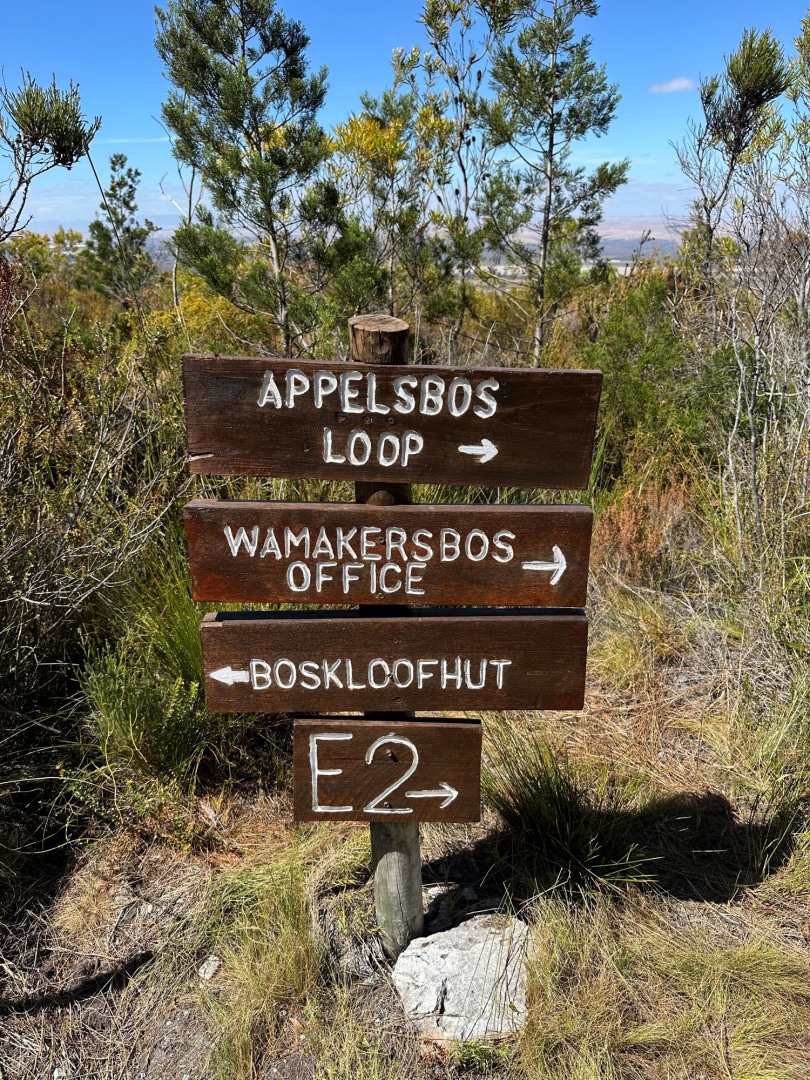 APPELSBOS
LOOP →
WAMAKERSBOS
OFFICE →
← BOSKLOOFHUT
E2 →